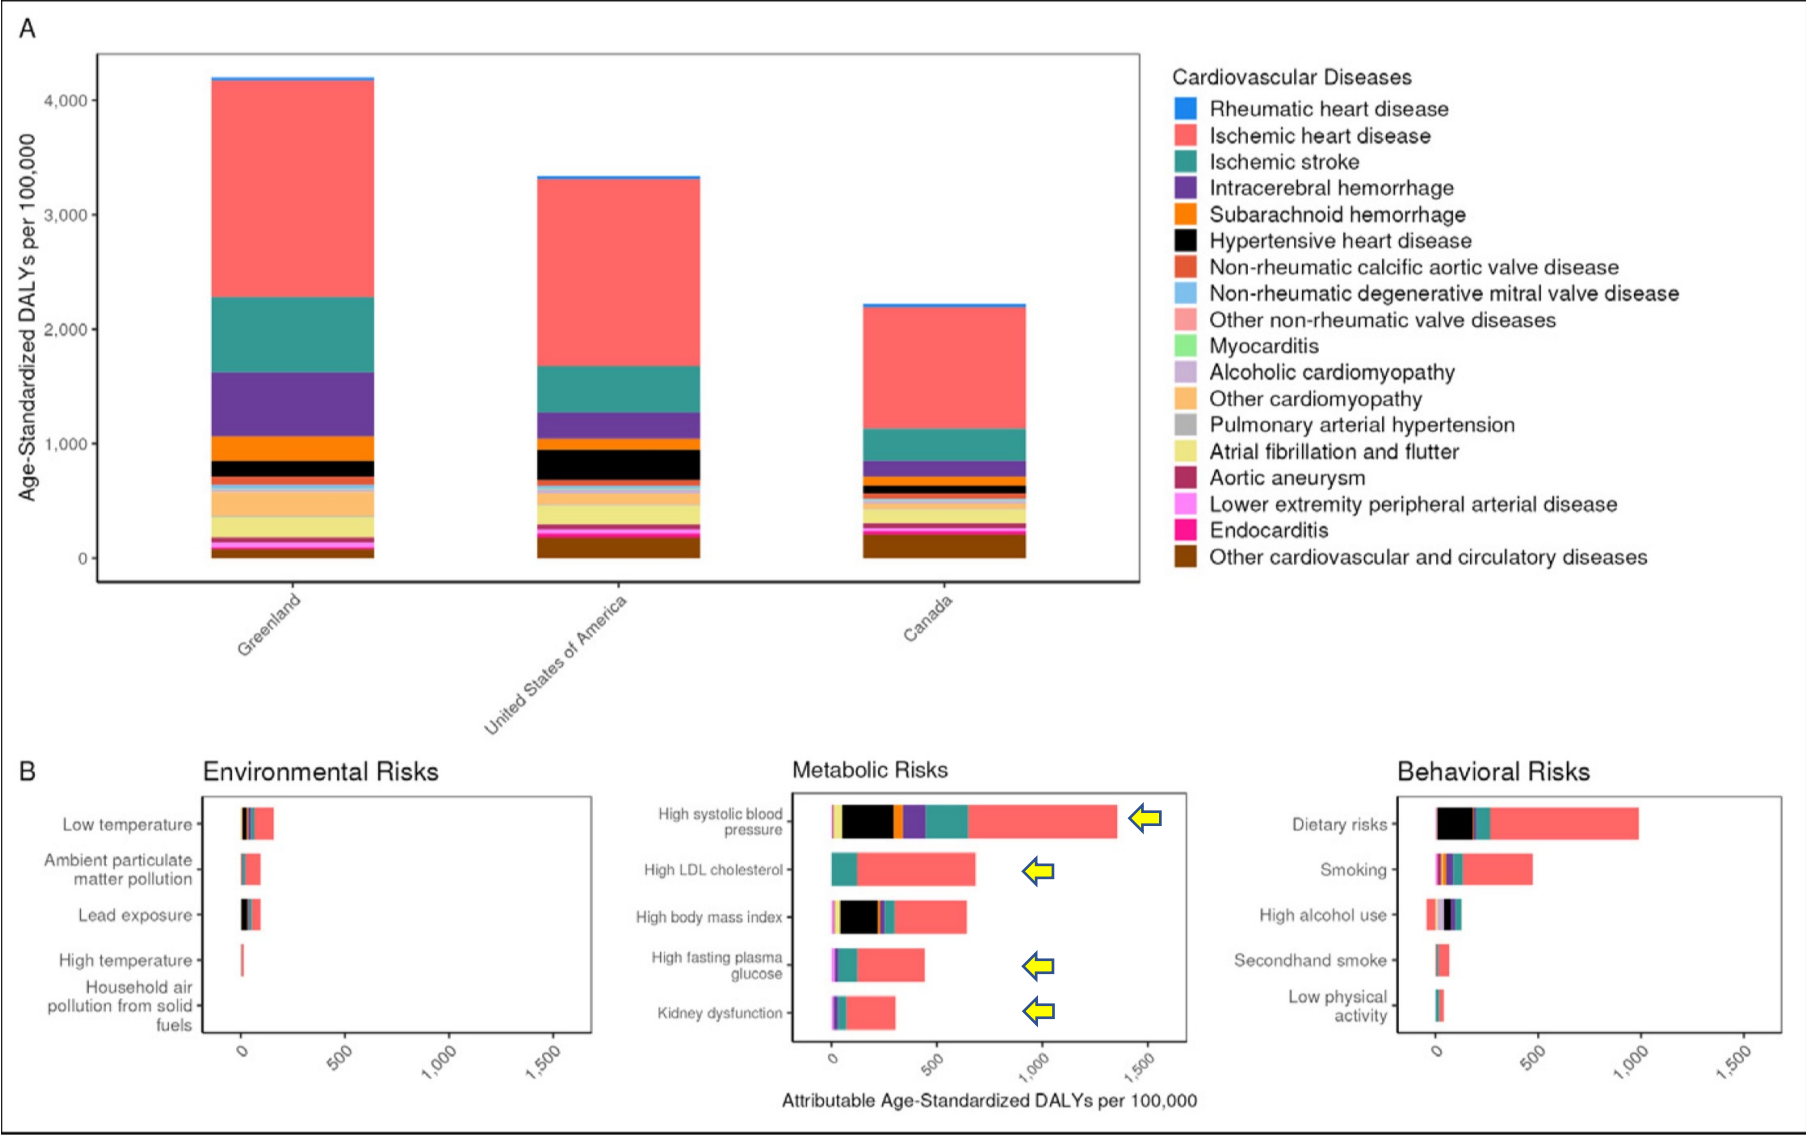 A
Age-Standardized DALYs per 100,000
4,000
3,000
2,000
1,000
0
Greenland
United States of America
Canada
Cardiovascular Diseases
Rheumatic heart disease
Ischemic heart disease
Ischemic stroke
Intracerebral hemorrhage
Subarachnoid hemorrhage
Hypertensive heart disease
Non-rheumatic calcific aortic valve disease
Non-rheumatic degenerative mitral valve disease
Other non-rheumatic valve diseases
Myocarditis
Alcoholic cardiomyopathy
Other cardiomyopathy
Pulmonary arterial hypertension
Atrial fibrillation and flutter
Aortic aneurysm
Lower extremity peripheral arterial disease
Endocarditis
Other cardiovascular and circulatory diseases
B
Environmental Risks
Low temperature
Ambient particulate
matter pollution
Lead exposure
High temperature
Household air
pollution from solid
fuels
0
500
1,000
1,500
Metabolic Risks
High systolic blood
pressure
High LDL cholesterol
High body mass index
High fasting plasma
glucose
Kidney dysfunction
0
500
1,000
1,500
Attributable Age-Standardized DALYs per 100,000
Behavioral Risks
Dietary risks
Smoking
High alcohol use
Secondhand smoke
Low physical
activity
0
500
1,000
1,500